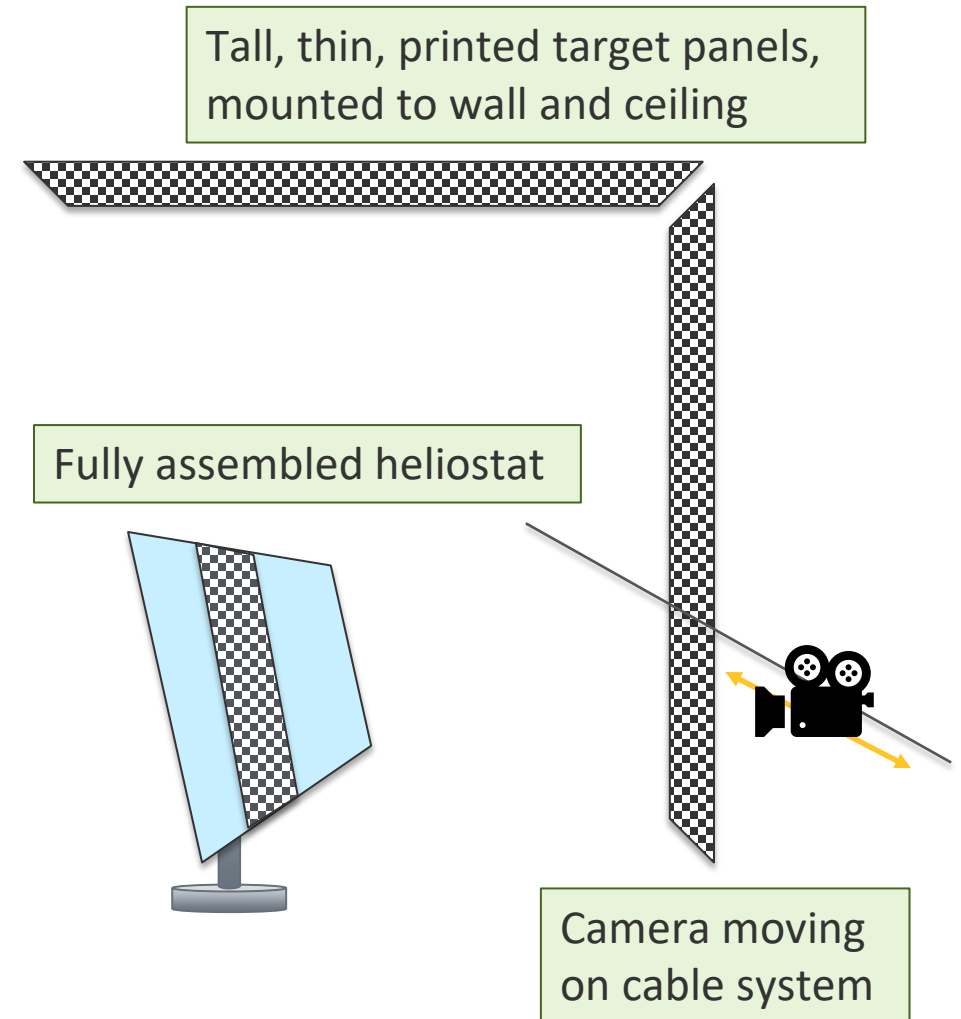 Tall, thin, printed target panels,
mounted to wall and ceiling
Fully assembled heliostat
Camera moving
on cable system